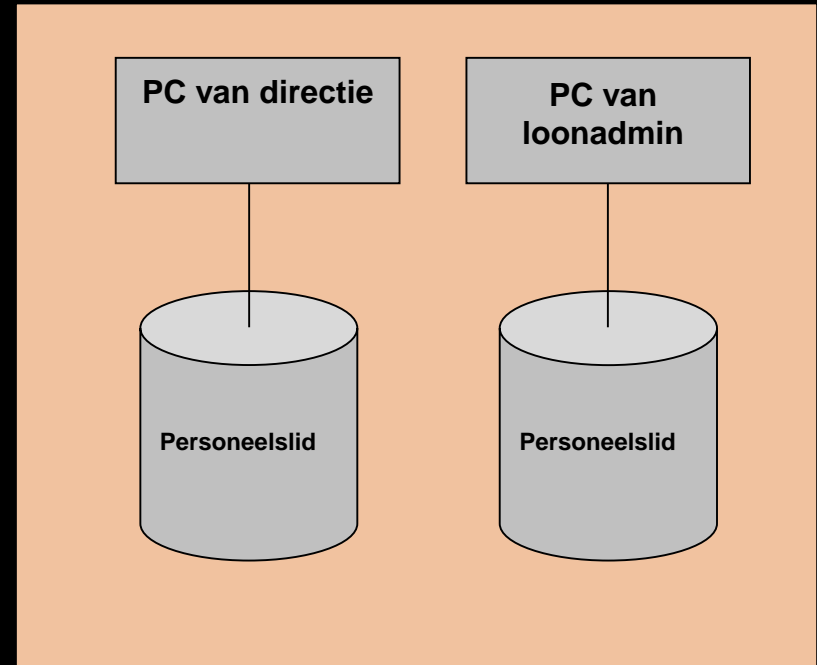 PC van directie
PC van
loonadmin
Personeelslid
Personeelslid